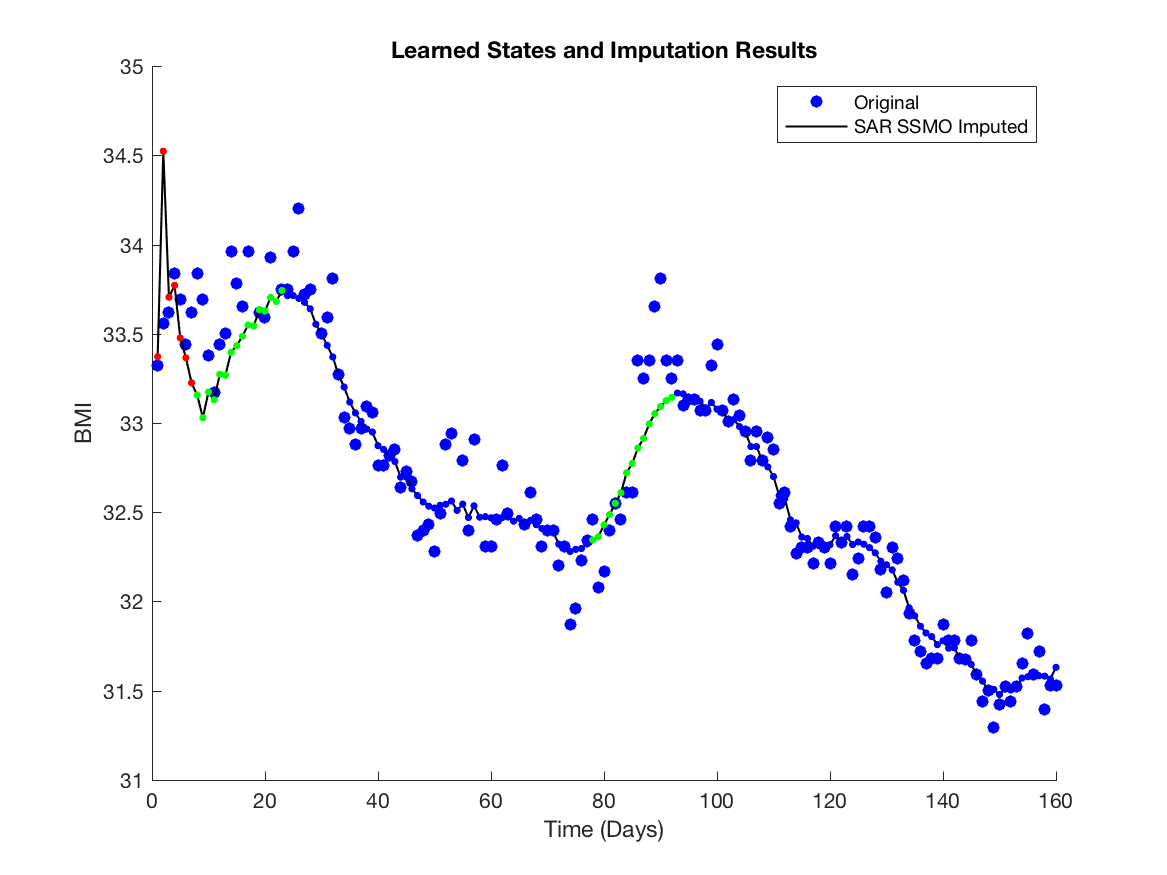 Learned States and Imputation Results
Original
SAR SSMO Imputed
35
34.5
34
33.5
33
32.5
32
31.5
31
BMI
0 20 40 60 80 100 120 140 160
Time (Days)